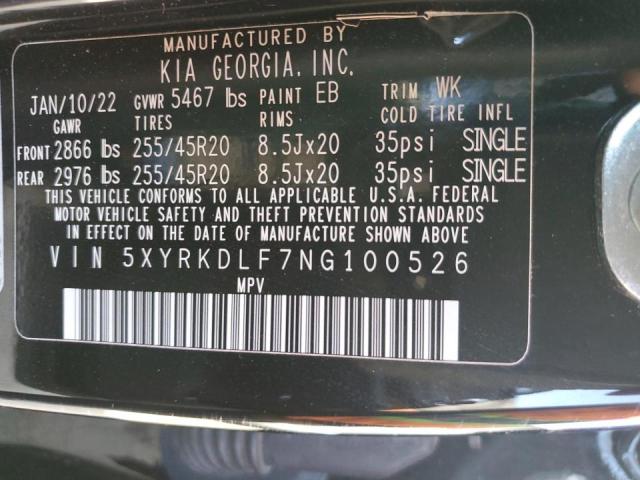 MANUFACTURED BY
KIA GEORGIA, INC.
JAN/10/22 GVWR 5467 lbs PAINT EB TRIM WK
GAWR TIRES RIMS COLD TIRE INFL
FRONT 2866 lbs 255/45R20 8.5Jx20 35psi SINGLE
REAR 2976 lbs 255/45R20 8.5Jx20 35psi SINGLE
THIS VEHICLE CONFORMS TO ALL APPLICABLE U.S.A. FEDERAL
MOTOR VEHICLE SAFETY AND THEFT PREVENTION STANDARDS
IN EFFECT ON THE DATE OF MANUFACTURE SHOWN ABOVE.
VIN 5XYRKDLF7NG100526
MPV